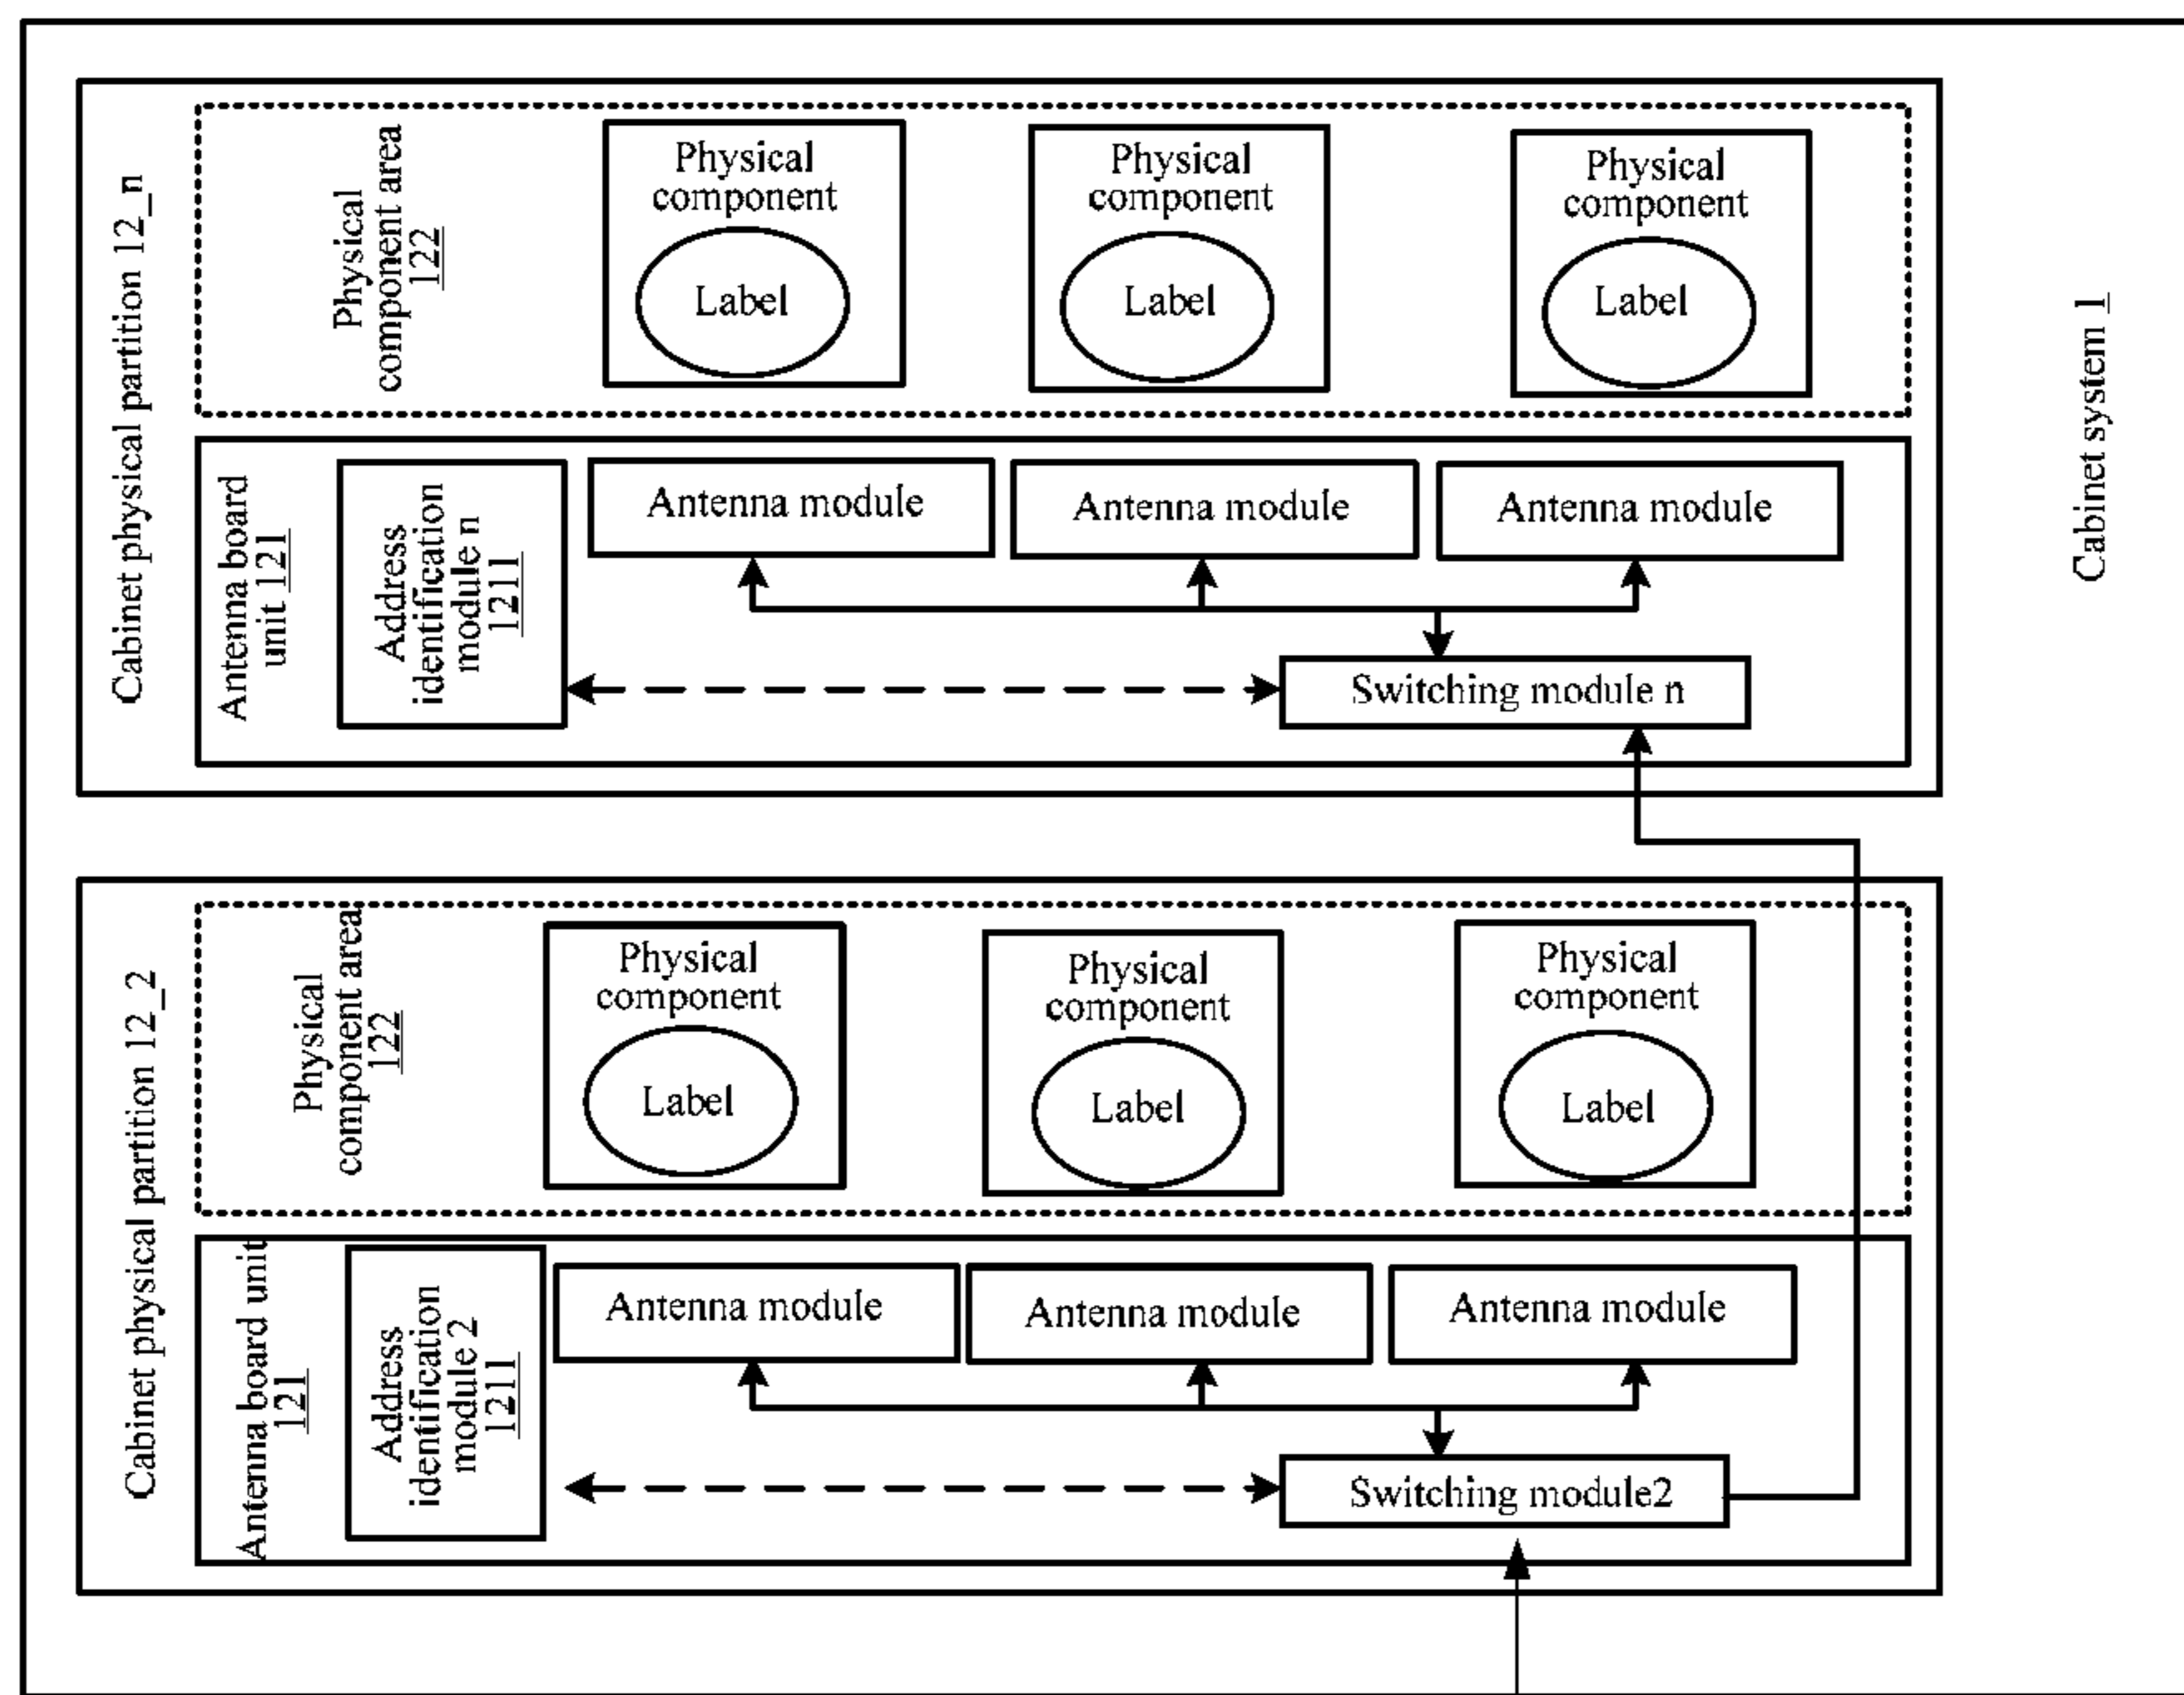 Cabinet physical partition 12_n
Physical
component area
122
Physical
component
Label
Physical
component
Label
Physical
component
Label
Antenna board
unit 121
Address
identification
module n
1211
Antenna module
Antenna module
Antenna module
Switching module n
Cabinet system 1
Cabinet physical partition 12_2
Physical
component area
122
Physical
component
Label
Physical
component
Label
Physical
component
Label
Antenna board unit
121
Address
identification
module 2
1211
Antenna module
Antenna module
Antenna module
Switching module2